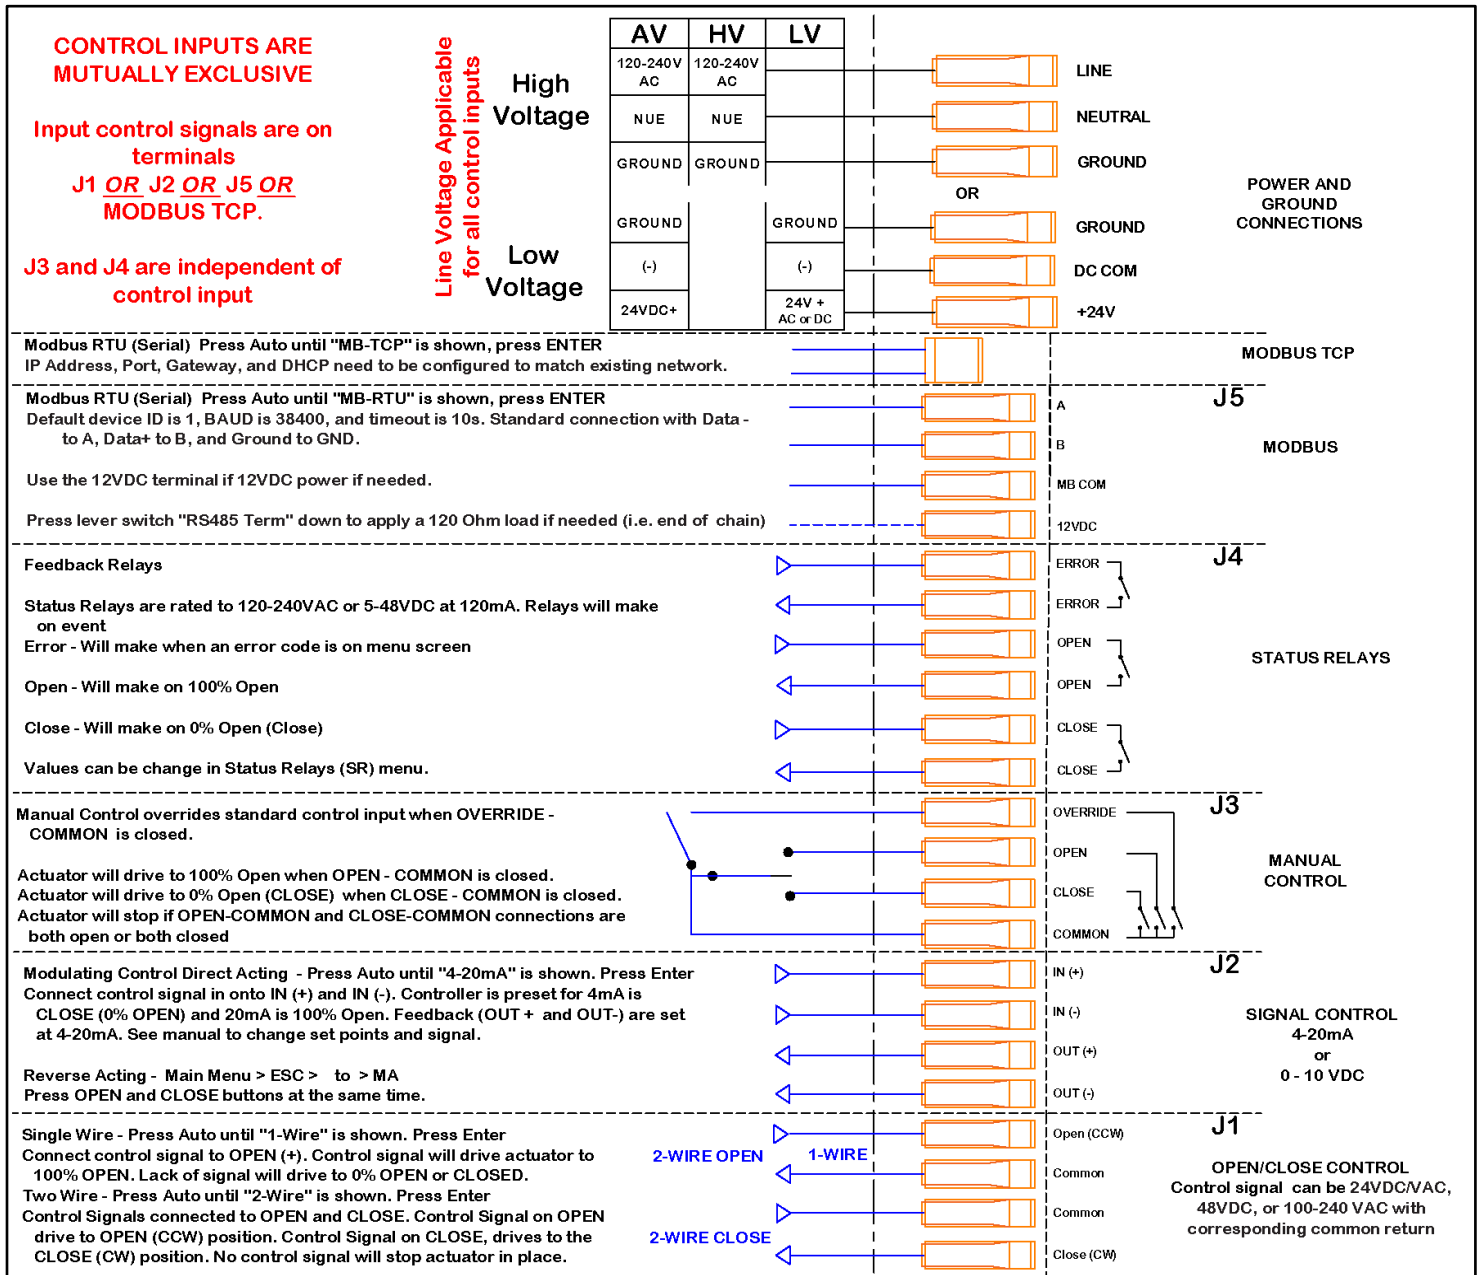 CONTROL INPUTS ARE
MUTUALLY EXCLUSIVE
Input control signals are on
terminals
J1 OR J2 OR J5 OR
MODBUS TCP.
J3 and J4 are independent of
control input
Line Voltage Applicable
for all control inputs
High
Voltage
Low
Voltage
AV HV LV
120-240V 120-240V
AC AC
NUE NUE
GROUND GROUND
GROUND GROUND
(-) (-)
24VDC+ 24V +
AC or DC
LINE
NEUTRAL
GROUND
OR
GROUND
DC COM
+24V
POWER AND
GROUND
CONNECTIONS
Modbus RTU (Serial) Press Auto until "MB-TCP" is shown, press ENTER
IP Address, Port, Gateway, and DHCP need to be configured to match existing network.
MODBUS TCP
Modbus RTU (Serial) Press Auto until "MB-RTU" is shown, press ENTER
Default device ID is 1, BAUD is 38400, and timeout is 10s. Standard connection with Data -
to A, Data+ to B, and Ground to GND.
Use the 12VDC terminal if 12VDC power if needed.
Press lever switch "RS485 Term" down to apply a 120 Ohm load if needed (i.e. end of chain)
A
B
MB COM
12VDC
J5
MODBUS
Feedback Relays
Status Relays are rated to 120-240VAC or 5-48VDC at 120mA. Relays will make
on event
Error - Will make when an error code is on menu screen
Open - Will make on 100% Open
Close - Will make on 0% Open (Close)
Values can be change in Status Relays (SR) menu.
ERROR
ERROR
OPEN
OPEN
CLOSE
CLOSE
J4
STATUS RELAYS
Manual Control overrides standard control input when OVERRIDE -
COMMON is closed.
Actuator will drive to 100% Open when OPEN - COMMON is closed.
Actuator will drive to 0% Open (CLOSE) when CLOSE - COMMON is closed.
Actuator will stop if OPEN-COMMON and CLOSE-COMMON connections are
both open or both closed
OVERRIDE
OPEN
CLOSE
COMMON
J3
MANUAL
CONTROL
Modulating Control Direct Acting - Press Auto until "4-20mA" is shown. Press Enter
Connect control signal in onto IN (+) and IN (-). Controller is preset for 4mA is
CLOSE (0% OPEN) and 20mA is 100% Open. Feedback (OUT + and OUT-) are set
at 4-20mA. See manual to change set points and signal.
Reverse Acting - Main Menu > ESC > to > MA
Press OPEN and CLOSE buttons at the same time.
IN (+)
IN (-)
OUT (+)
OUT (-)
J2
SIGNAL CONTROL
4-20mA
or
0 - 10 VDC
Single Wire - Press Auto until "1-Wire" is shown. Press Enter
Connect control signal to OPEN (+). Control signal will drive actuator to
100% OPEN. Lack of signal will drive to 0% OPEN or CLOSED.
Two Wire - Press Auto until "2-Wire" is shown. Press Enter
Control Signals connected to OPEN and CLOSE. Control Signal on OPEN
drive to OPEN (CCW) position. Control Signal on CLOSE, drives to the
CLOSE (CW) position. No control signal will stop actuator in place.
2-WIRE OPEN 1-WIRE
2-WIRE CLOSE
Open (CCW)
Common
Common
Close (CW)
J1
OPEN/CLOSE CONTROL
Control signal can be 24VDC/VAC,
48VDC, or 100-240 VAC with
corresponding common return